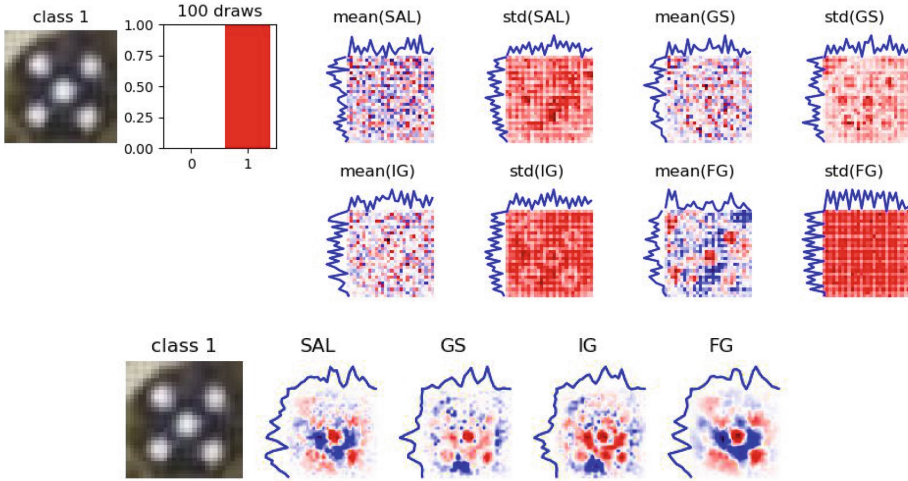 class 1
100 draws
1.00
0.75
0.50
0.25
0.00
0 1
mean(SAL) std(SAL) mean(GS) std(GS)
mean(IG) std(IG) mean(FG) std(FG)
class 1 SAL GS IG FG